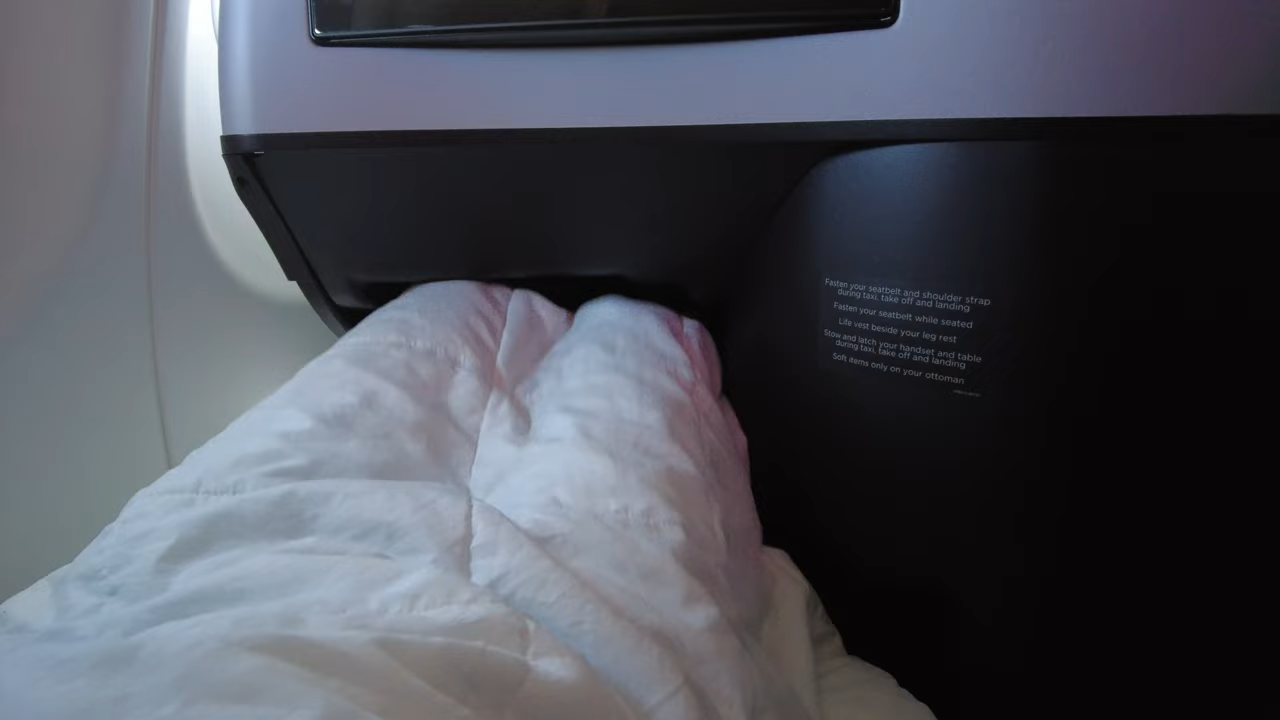 Fasten your seatbelt and shoulder strap
during taxi, take off and landing
Fasten your seatbelt while seated
Life vest beside your leg rest
Stow and latch your handset and table
during taxi, take off and landing
Soft items only on your ottoman